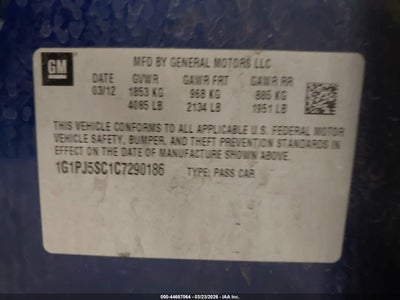 GM
MFD BY GENERAL MOTORS LLC
DATE GVWR GAWR FRT GAWR RR
03/12 1853 KG 968 KG 885 KG
4085 LB 2134 LB 1951 LB
THIS VEHICLE CONFORMS TO ALL APPLICABLE U.S. FEDERAL MOTOR
VEHICLE SAFETY, BUMPER, AND THEFT PREVENTION STANDARDS IN
EFFECT ON THE DATE OF MANUFACTURE SHOWN ABOVE.
1G1PJ5SC1C7290186 TYPE: PASS CAR
000-44687064 - 03/23/2026 - IAA Holdings, LLC